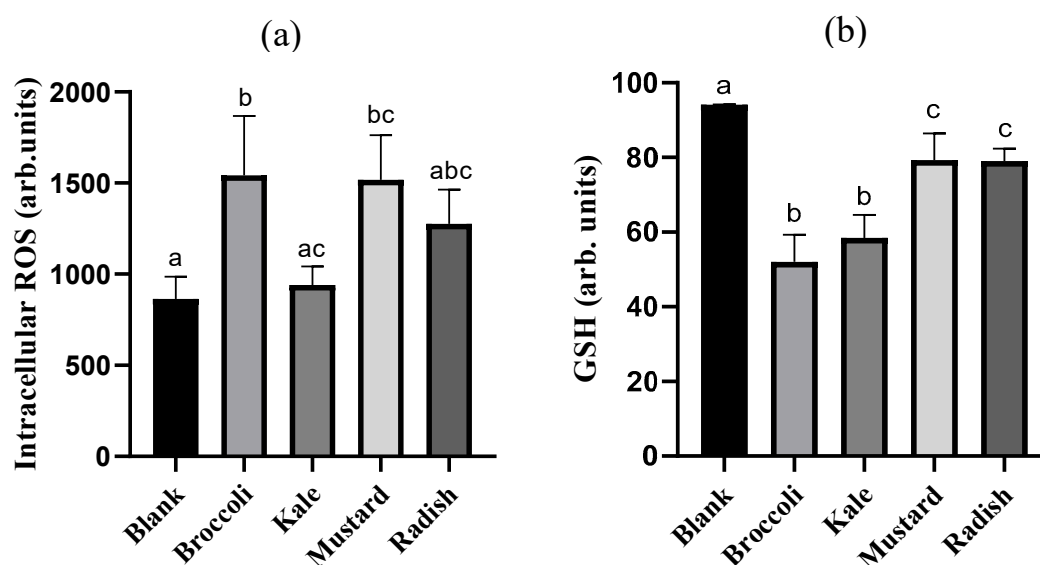 (a)
Intracellular ROS (arb.units)
2000
1500
1000
500
0
a
b
ac
bc
abc
Blank
Broccoli
Kale
Mustard
Radish
(b)
GSH (arb. units)
100
80
60
40
20
0
a
b
b
c
c
Blank
Broccoli
Kale
Mustard
Radish